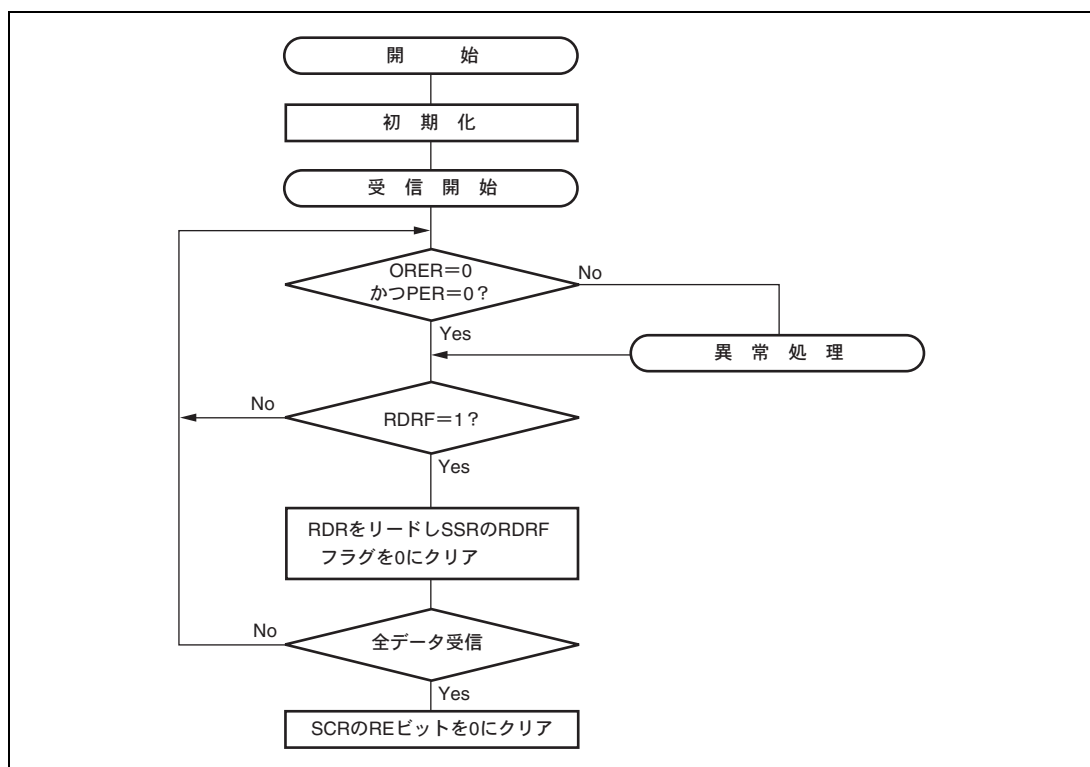 開始
初期化
受信開始
ORER＝0
かつPER＝0？
No
Yes
異常処理
No
RDRF＝1？
Yes
RDRをリードしSSRのRDRF
フラグを0にクリア
No
全データ受信
Yes
SCRのREビットを0にクリア